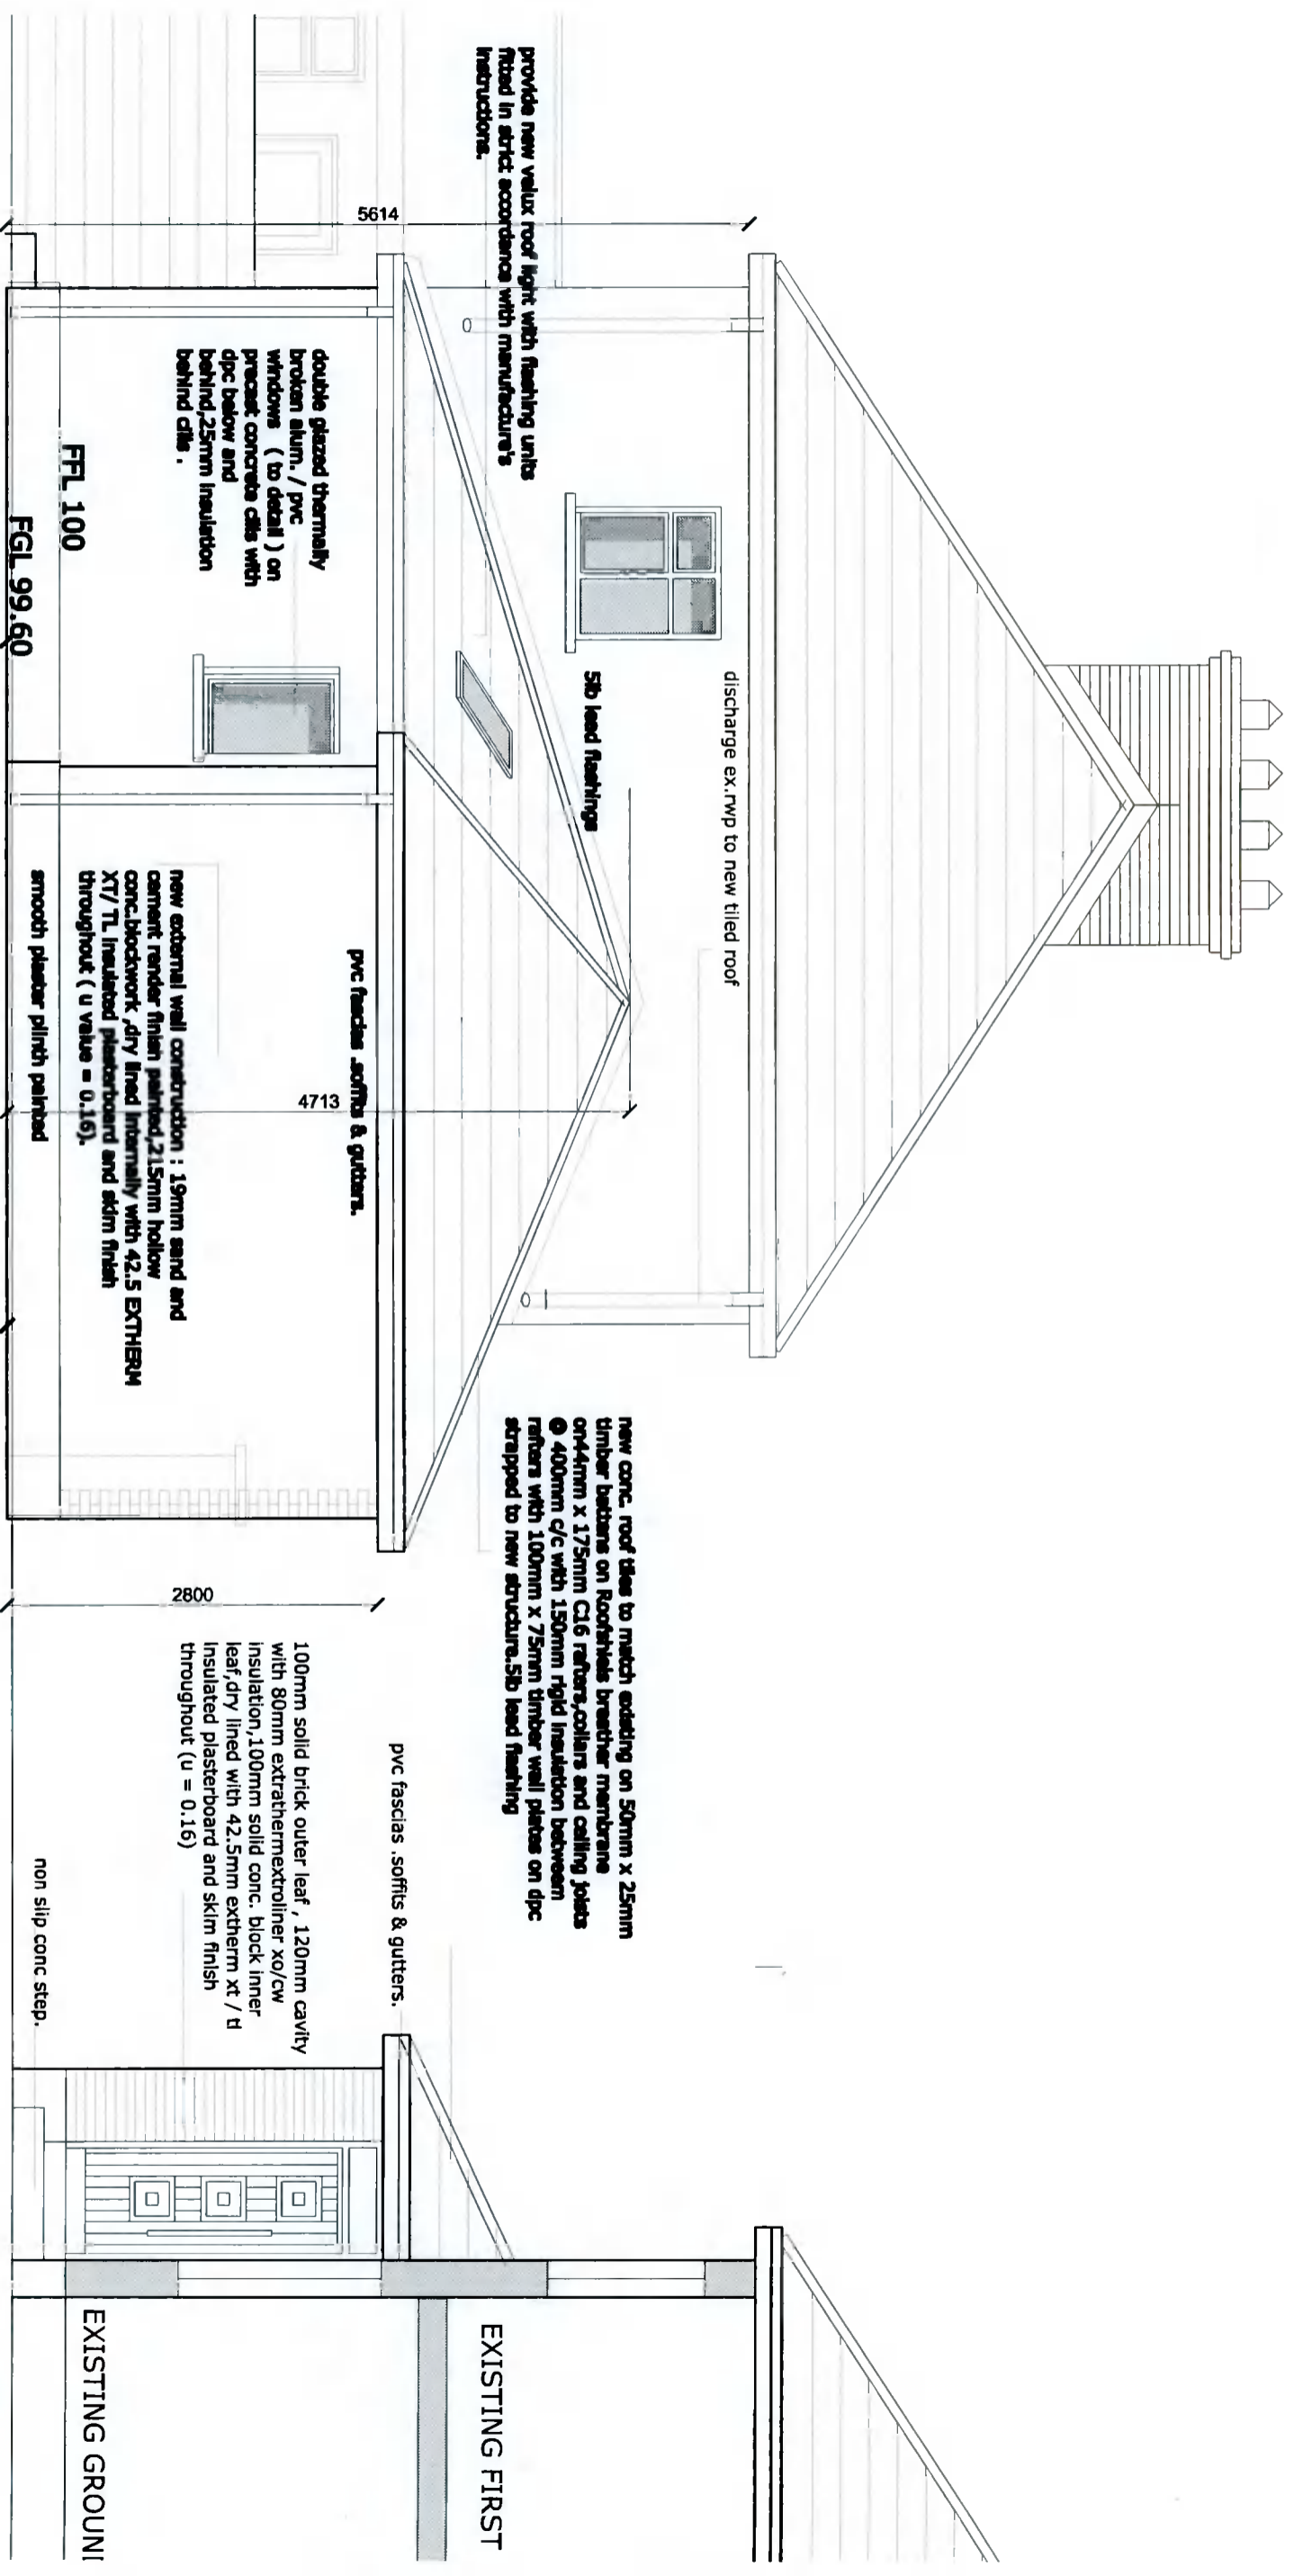 provide new velux roof light with flashing units
fitted in strict accordance with manufacture's
instructions.
5614
double glazed thermally
broken alum. / pvc
windows ( to detail ) on
precast concrete cills with
dpc below and
behind,25mm insulation
behind cills .
FFL 100
FGL 99.60
discharge ex.rwp to new tiled roof
5lb lead flashings
pvc fascias .soffits & gutters.
4713
new external wall construction : 19mm sand and
cement render finish painted,215mm hollow
conc.blockwork ,dry lined internally with 42.5 EXTHERM
XT/ TL insulated plasterboard and skim finish
throughout ( u value = 0.16).
smooth plaster plinth painted
new conc. roof tiles to match existing on 50mm x 25mm
timber battens on Roofshiels breather membrane
on44mm x 175mm C16 rafters,collars and ceiling joists
@ 400mm c/c with 150mm rigid insulation between
rafters with 100mm x 75mm timber wall plates on dpc
strapped to new structure.5lb lead flashing
2800
100mm solid brick outer leaf , 120mm cavity
with 80mm extrathermextroliner xo/cw
insulation,100mm solid conc. block inner
leaf,dry lined with 42.5mm extherm xt / tl
insulated plasterboard and skim finish
throughout (u = 0.16)
pvc fascias .soffits & gutters.
non slip conc step.
EXISTING FIRST
EXISTING GROUN